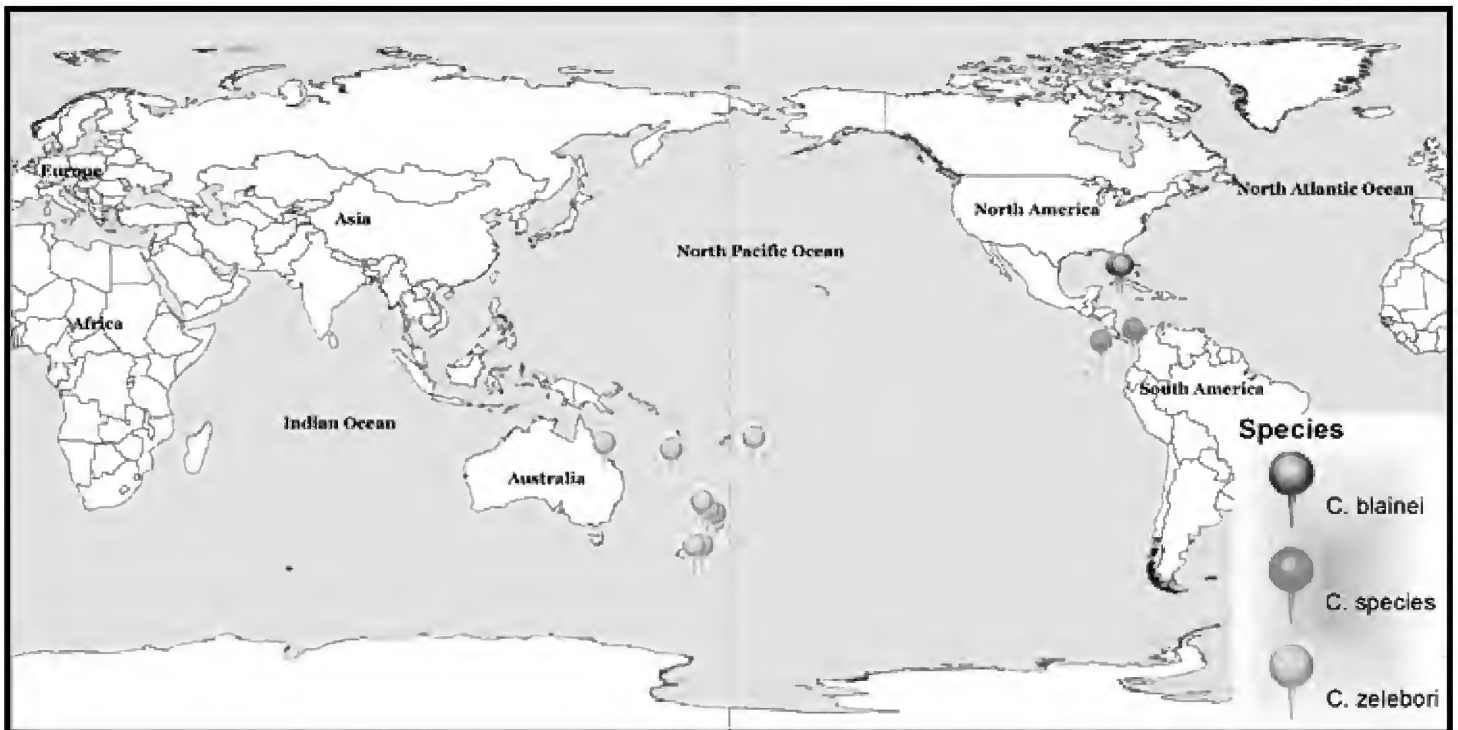 Europe
Asia
North America
North Atlantic Ocean
North Pacific Ocean
Africa
South America
Indian Ocean
Australia
Species
C. blainei
C. species
C. zelebori